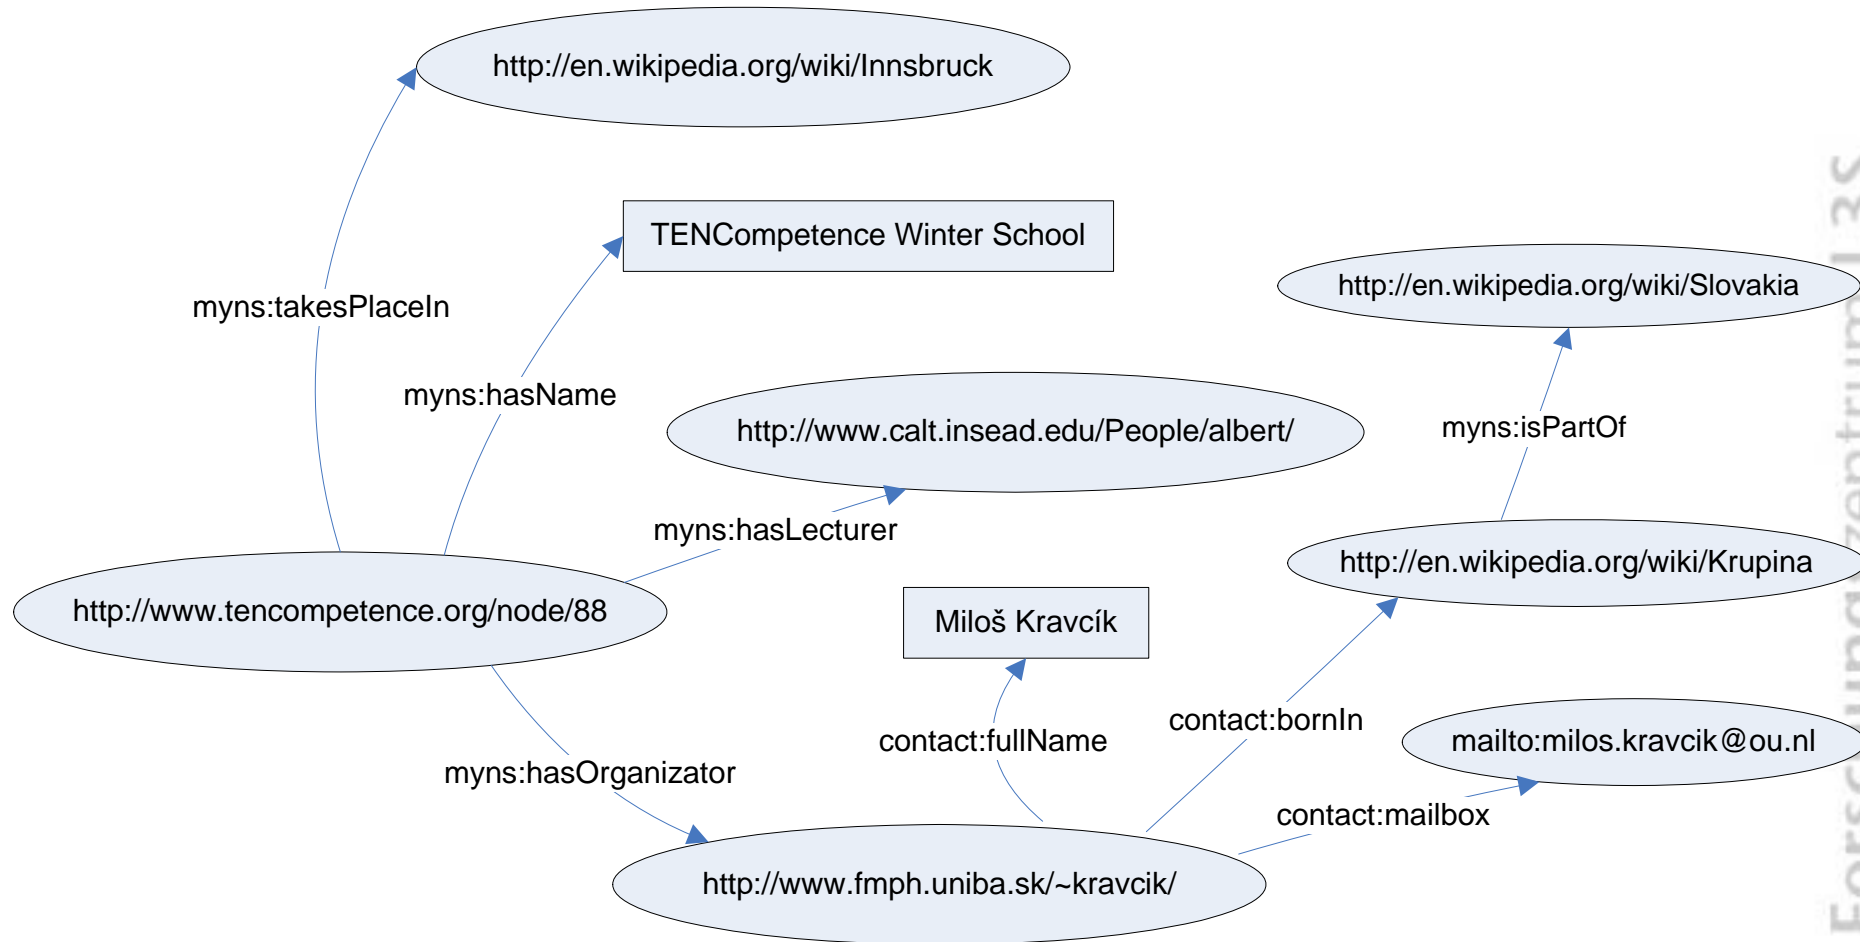 http://en.wikipedia.org/wiki/Innsbruck
TENCompetence Winter School
http://en.wikipedia.org/wiki/Slovakia
myns:takesPlaceIn
myns:hasName
http://www.calt.insead.edu/People/albert/
myns:isPartOf
myns:hasLecturer
http://en.wikipedia.org/wiki/Krupina
http://www.tencompetence.org/node/88
Miloš Kravcík
contact:bornIn
contact:fullName
mailto:milos.kravcik@ou.nl
myns:hasOrganizator
contact:mailbox
http://www.fmph.uniba.sk/~kravcik/
Forschungszentrum L3S